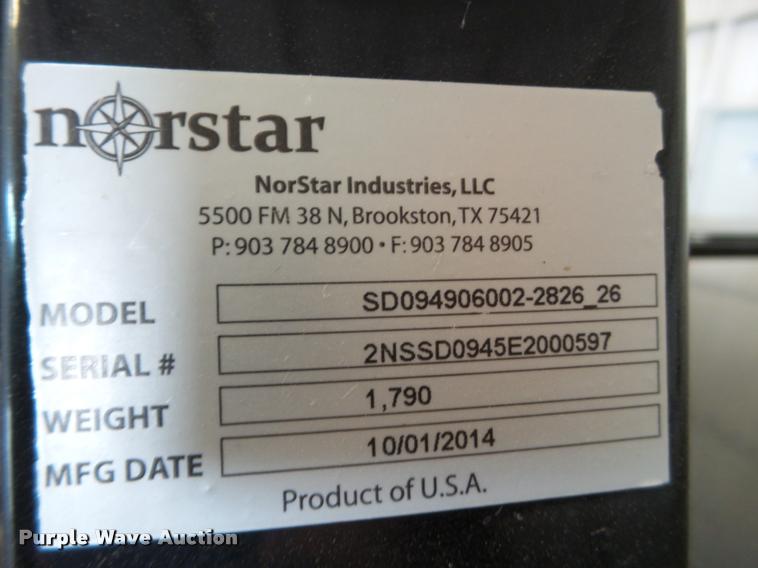 norstar
NorStar Industries, LLC
5500 FM 38 N, Brookston, TX 75421
P: 903 784 8900 • F: 903 784 8905
MODEL SD094906002-2826_26
SERIAL # 2NSSD0945E2000597
WEIGHT 1,790
MFG DATE 10/01/2014
Product of U.S.A.
Purple Wave Auction